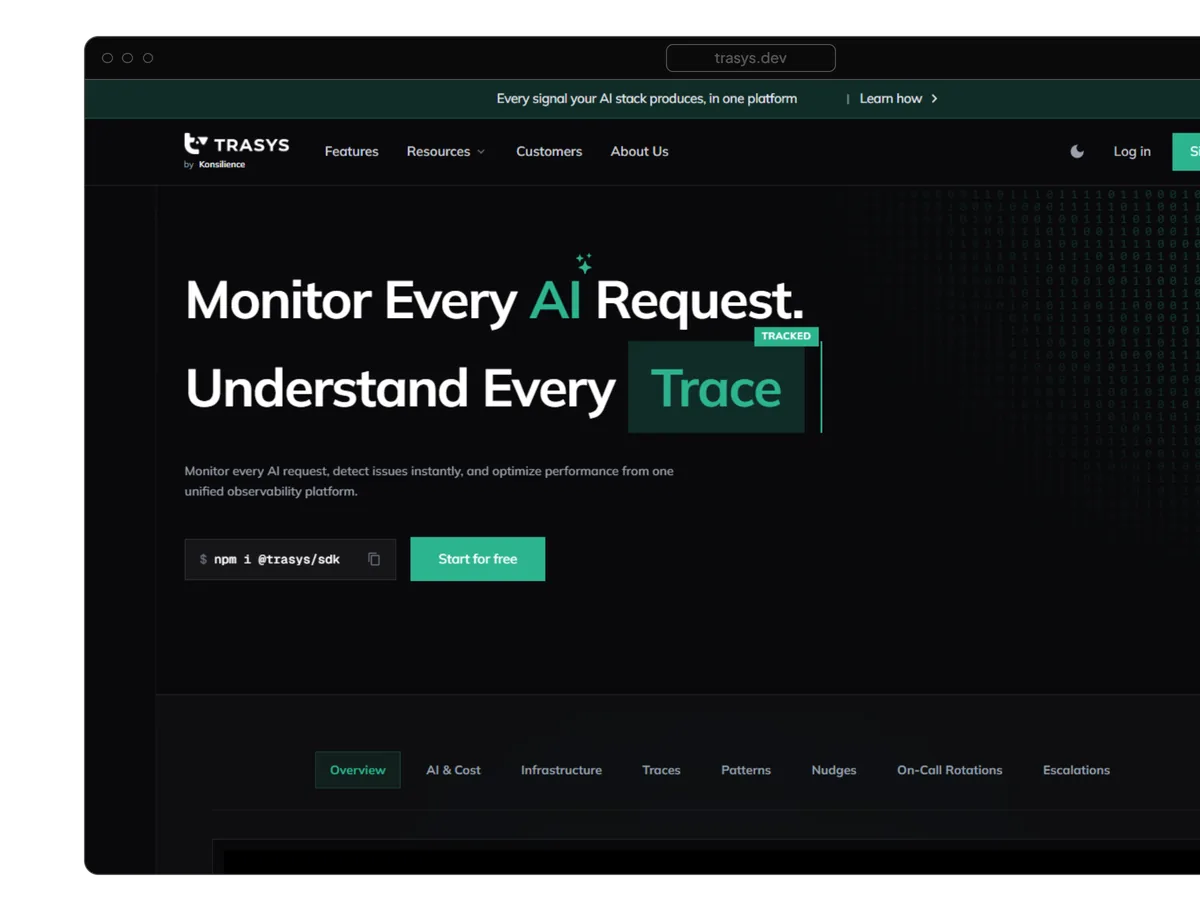 trasys.dev
Every signal your AI stack produces, in one platform | Learn how
TRASYS
by Konsilience
Features Resources Customers About Us Log in
Monitor Every AI Request.
TRACKED
Understand Every Trace
Monitor every AI request, detect issues instantly, and optimize performance from one
unified observability platform.
$ npm i @trasys/sdk
Start for free
Overview AI & Cost Infrastructure Traces Patterns Nudges On-Call Rotations Escalations